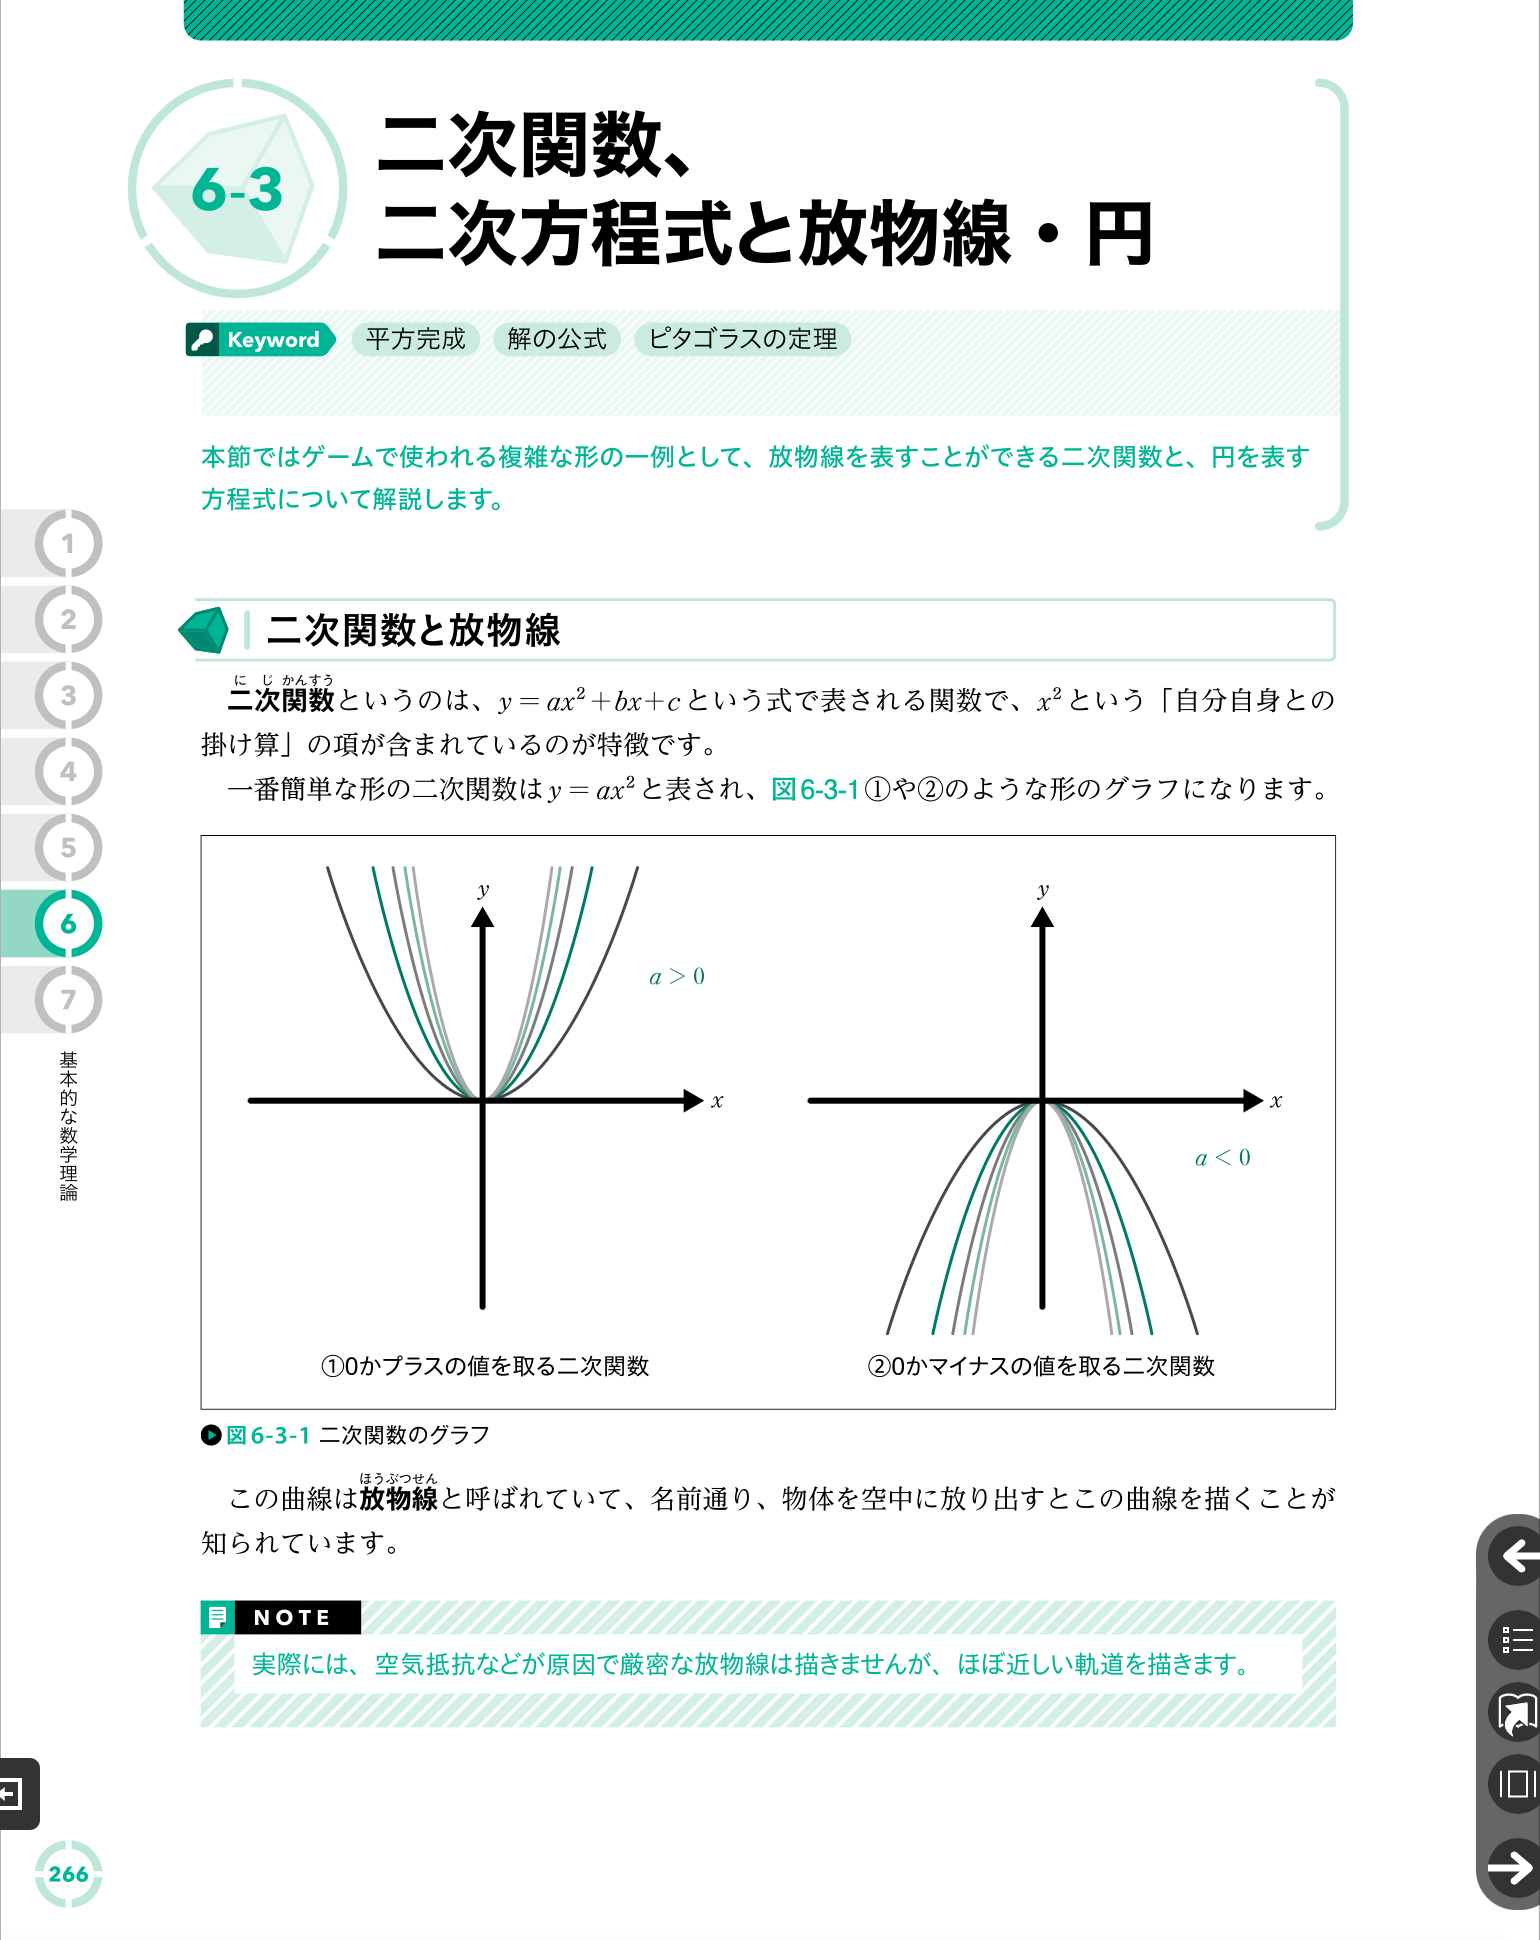 6-3
二次関数、
二次方程式と放物線・円
Keyword 平方完成 解の公式 ピタゴラスの定理
本節ではゲームで使われる複雑な形の一例として、放物線を表すことができる二次関数と、円を表す
方程式について解説します。
1
2
3
4
5
6
7
基本的な数学理論
二次関数と放物線
に じ かんすう
二次関数というのは、y = ax²+bx+cという式で表される関数で、x²という「自分自身との
掛け算」の項が含まれているのが特徴です。
一番簡単な形の二次関数はy = ax²と表され、図6-3-1①や②のような形のグラフになります。
y
a > 0
x
①0かプラスの値を取る二次関数
y
x
a < 0
②0かマイナスの値を取る二次関数
図6-3-1 二次関数のグラフ
ほうぶつせん
この曲線は放物線と呼ばれていて、名前通り、物体を空中に放り出すとこの曲線を描くことが
知られています。
NOTE
実際には、空気抵抗などが原因で厳密な放物線は描きませんが、ほぼ近しい軌道を描きます。
266